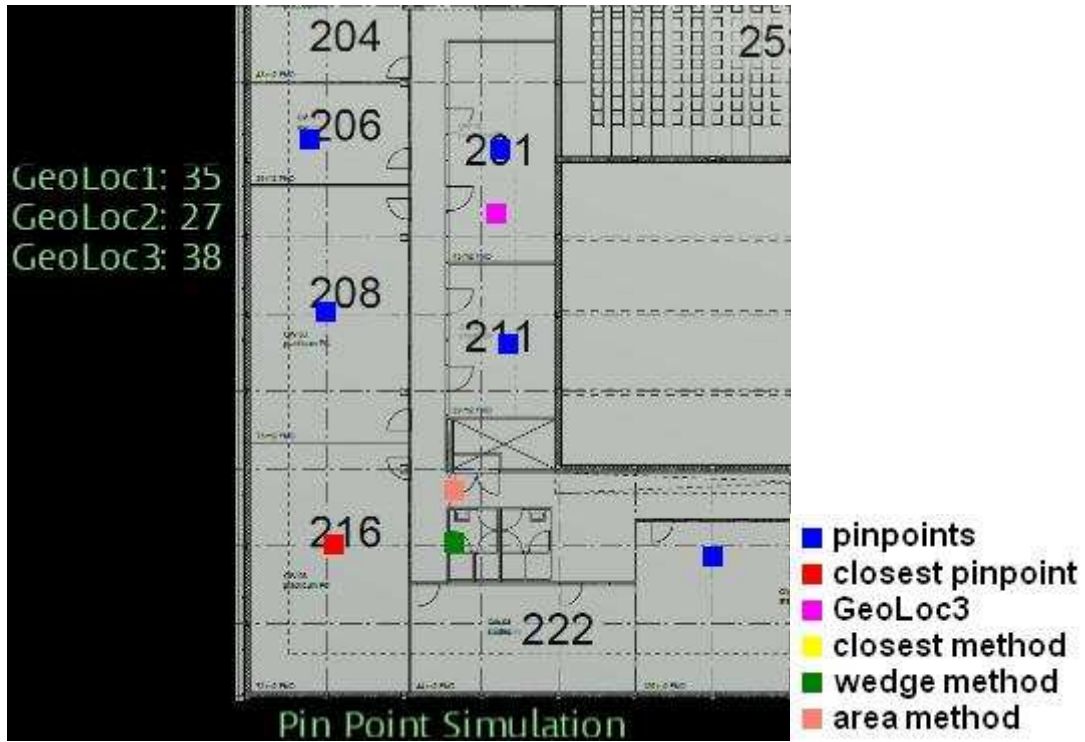 204
253
206
201
GeoLoc1: 35
GeoLoc2: 27
GeoLoc3: 38
208
211
216
222
Pin Point Simulation
pinpoints
closest pinpoint
GeoLoc3
closest method
wedge method
area method